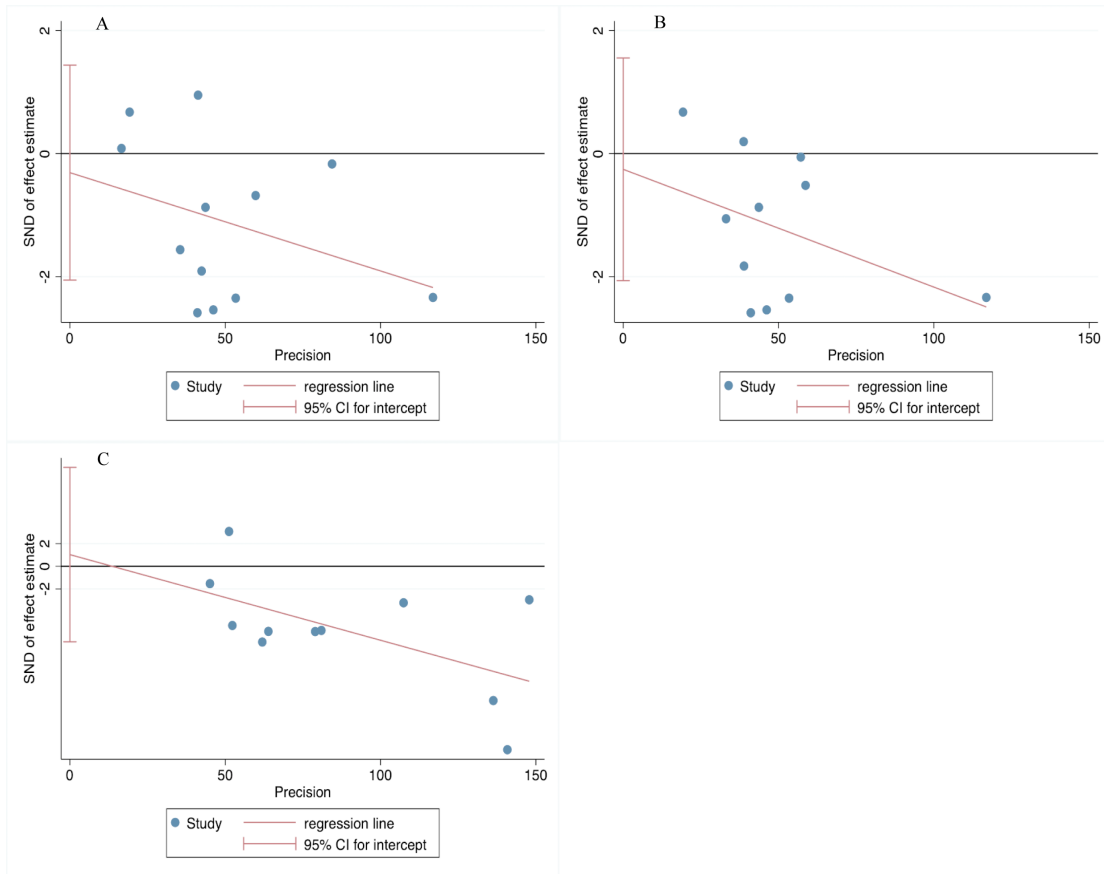 A
SND of effect estimate
2
0
-2
0
50
100
150
Precision
Study
regression line
95% CI for intercept
B
SND of effect estimate
2
0
-2
0
50
100
150
Precision
Study
regression line
95% CI for intercept
C
SND of effect estimate
2
0
-2
0
50
100
150
Precision
Study
regression line
95% CI for intercept